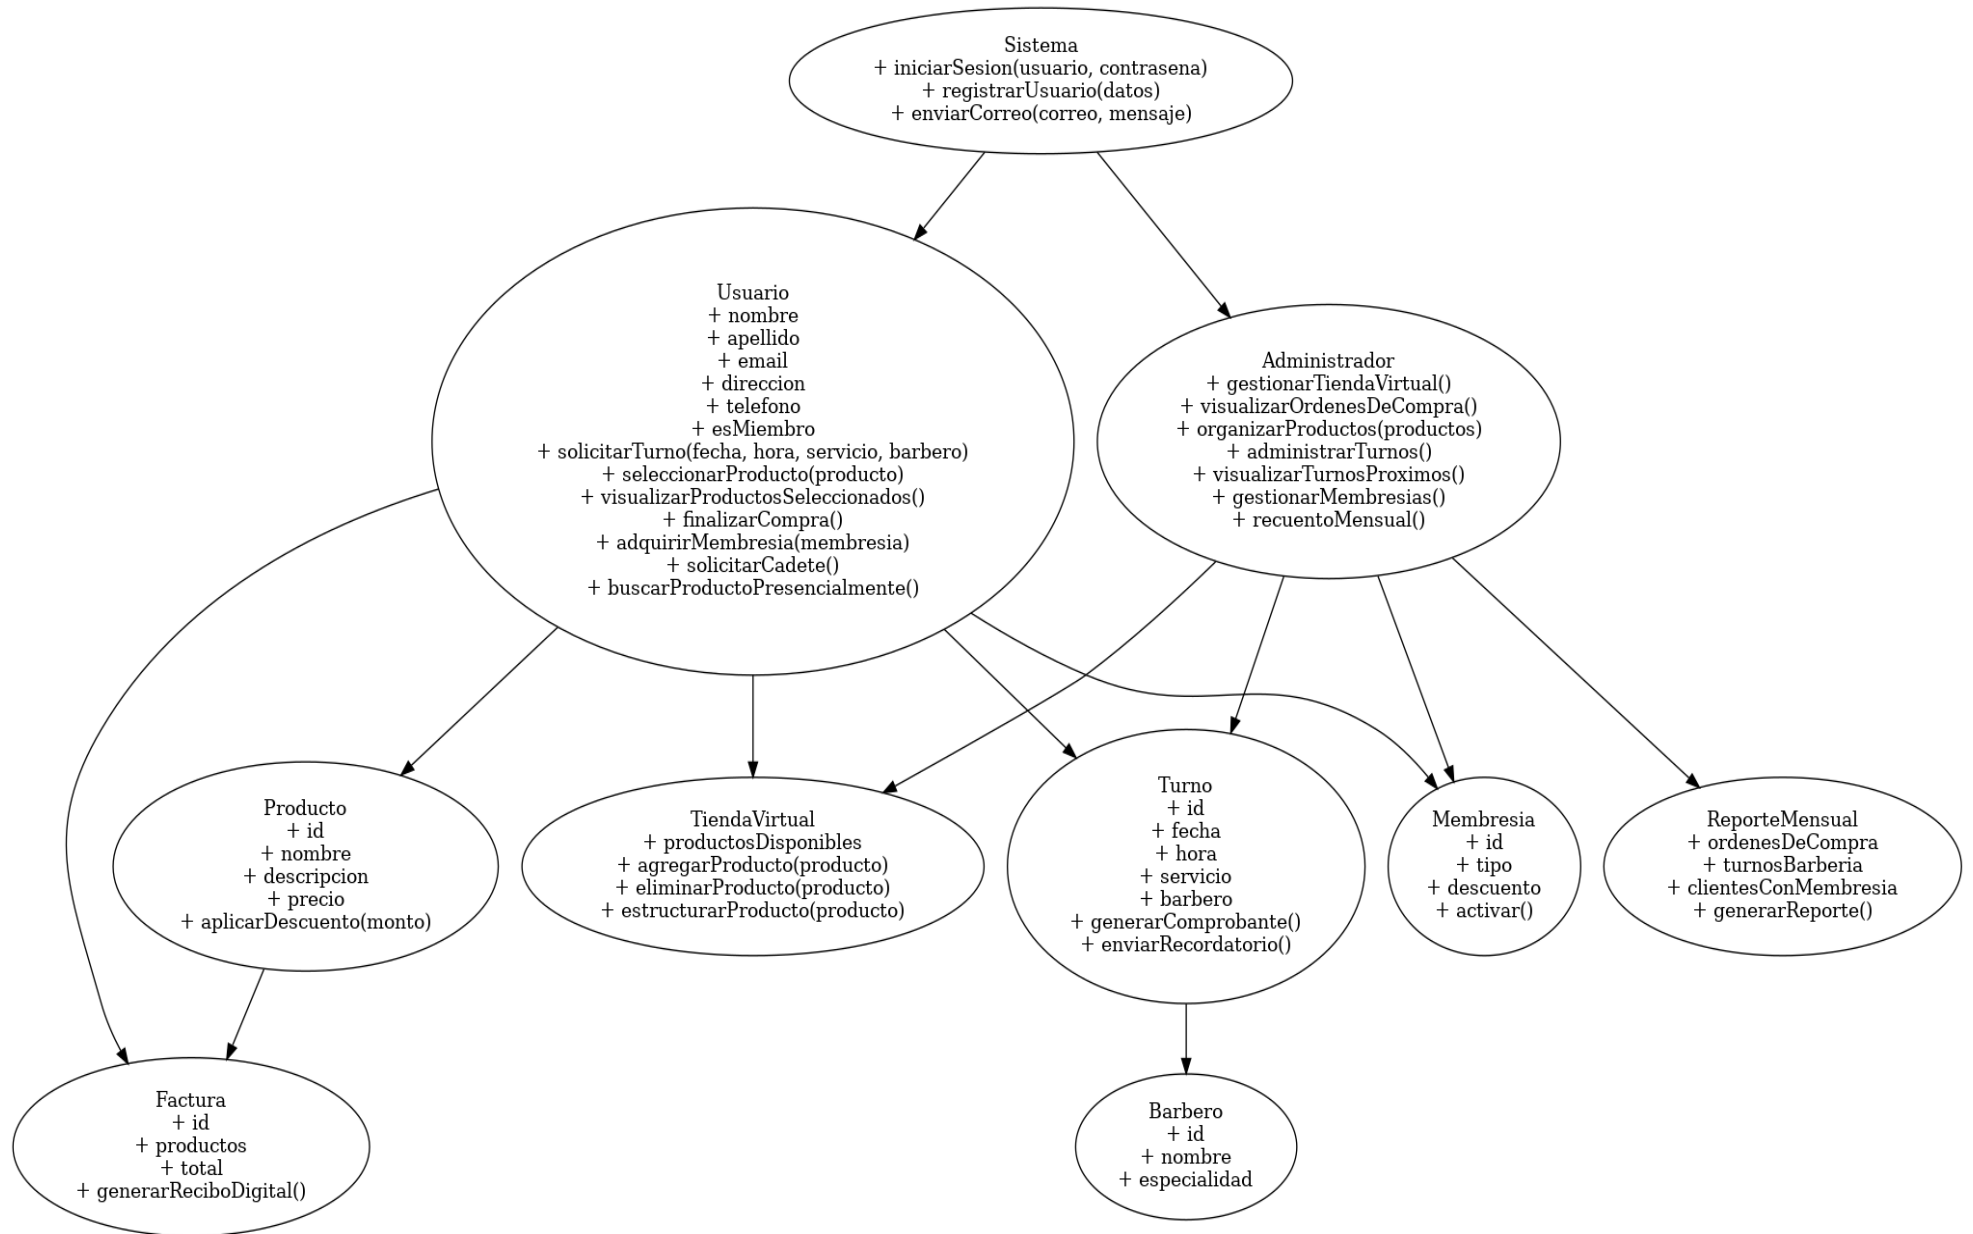 Sistema
+ iniciarSesion(usuario, contrasena)
+ registrarUsuario(datos)
+ enviarCorreo(correo, mensaje)
Usuario
+ nombre
+ apellido
+ email
+ direccion
+ telefono
+ esMiembro
+ solicitarTurno(fecha, hora, servicio, barbero)
+ seleccionarProducto(producto)
+ visualizarProductosSeleccionados()
+ finalizarCompra()
+ adquirirMembresia(membresia)
+ solicitarCadete()
+ buscarProductoPresencialmente()
Administrador
+ gestionarTiendaVirtual()
+ visualizarOrdenesDeCompra()
+ organizarProductos(productos)
+ administrarTurnos()
+ visualizarTurnosProximos()
+ gestionarMembresias()
+ recuentoMensual()
Producto
+ id
+ nombre
+ descripcion
+ precio
+ aplicarDescuento(monto)
TiendaVirtual
+ productosDisponibles
+ agregarProducto(producto)
+ eliminarProducto(producto)
+ estructurarProducto(producto)
Turno
+ id
+ fecha
+ hora
+ servicio
+ barbero
+ generarComprobante()
+ enviarRecordatorio()
Membresia
+ id
+ tipo
+ descuento
+ activar()
ReporteMensual
+ ordenesDeCompra
+ turnosBarberia
+ clientesConMembresia
+ generarReporte()
Factura
+ id
+ productos
+ total
+ generarReciboDigital()
Barbero
+ id
+ nombre
+ especialidad